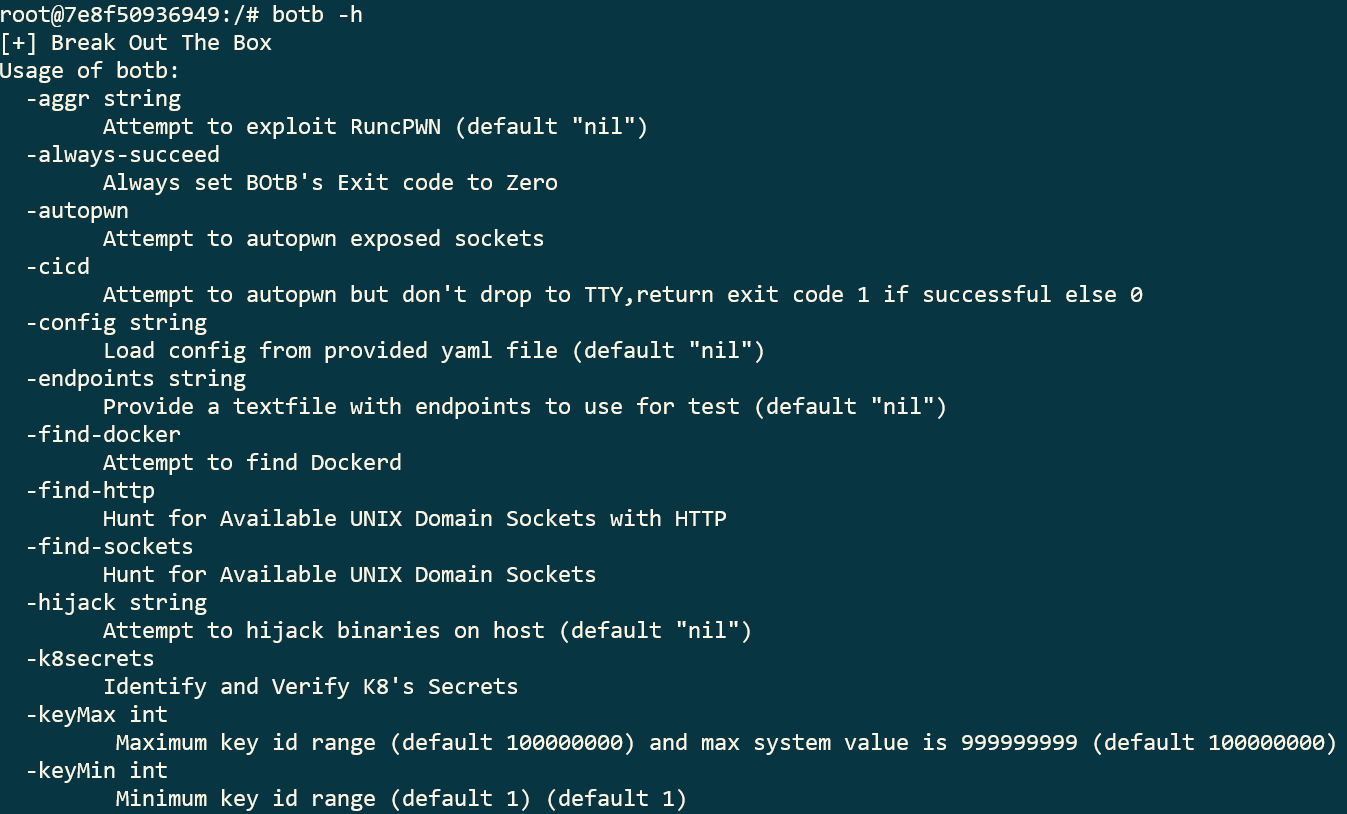 root@7e8f50936949:/# botb -h
[+] Break Out The Box
Usage of botb:
  -aggr string
        Attempt to exploit RuncPWN (default "nil")
  -always-succeed
        Always set BOtB's Exit code to Zero
  -autopwn
        Attempt to autopwn exposed sockets
  -cicd
        Attempt to autopwn but don't drop to TTY,return exit code 1 if successful else 0
  -config string
        Load config from provided yaml file (default "nil")
  -endpoints string
        Provide a textfile with endpoints to use for test (default "nil")
  -find-docker
        Attempt to find Dockerd
  -find-http
        Hunt for Available UNIX Domain Sockets with HTTP
  -find-sockets
        Hunt for Available UNIX Domain Sockets
  -hijack string
        Attempt to hijack binaries on host (default "nil")
  -k8secrets
        Identify and Verify K8's Secrets
  -keyMax int
         Maximum key id range (default 100000000) and max system value is 999999999 (default 100000000)
  -keyMin int
         Minimum key id range (default 1) (default 1)